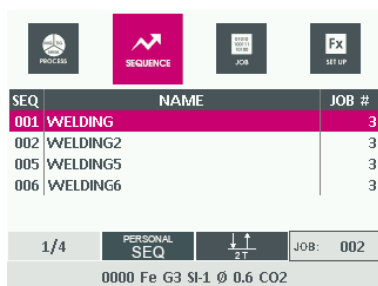 PROCESS SEQUENCE JOB SET UP
Fx
SEQ NAME JOB #
001 WELDING 3
002 WELDING2 3
005 WELDING5 3
006 WELDING6 3
1/4 PERSONAL SEQ 2T JOB: 002
0000 Fe G3 SI-1 Ø 0.6 CO2